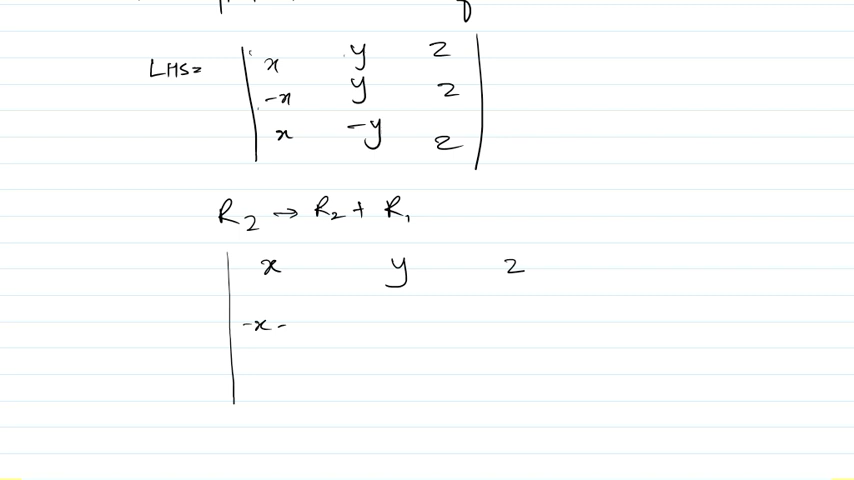 LHS= | x y z |
| -x y z |
| x -y z |
R₂ → R₂ + R₁
| x y z
| -x -